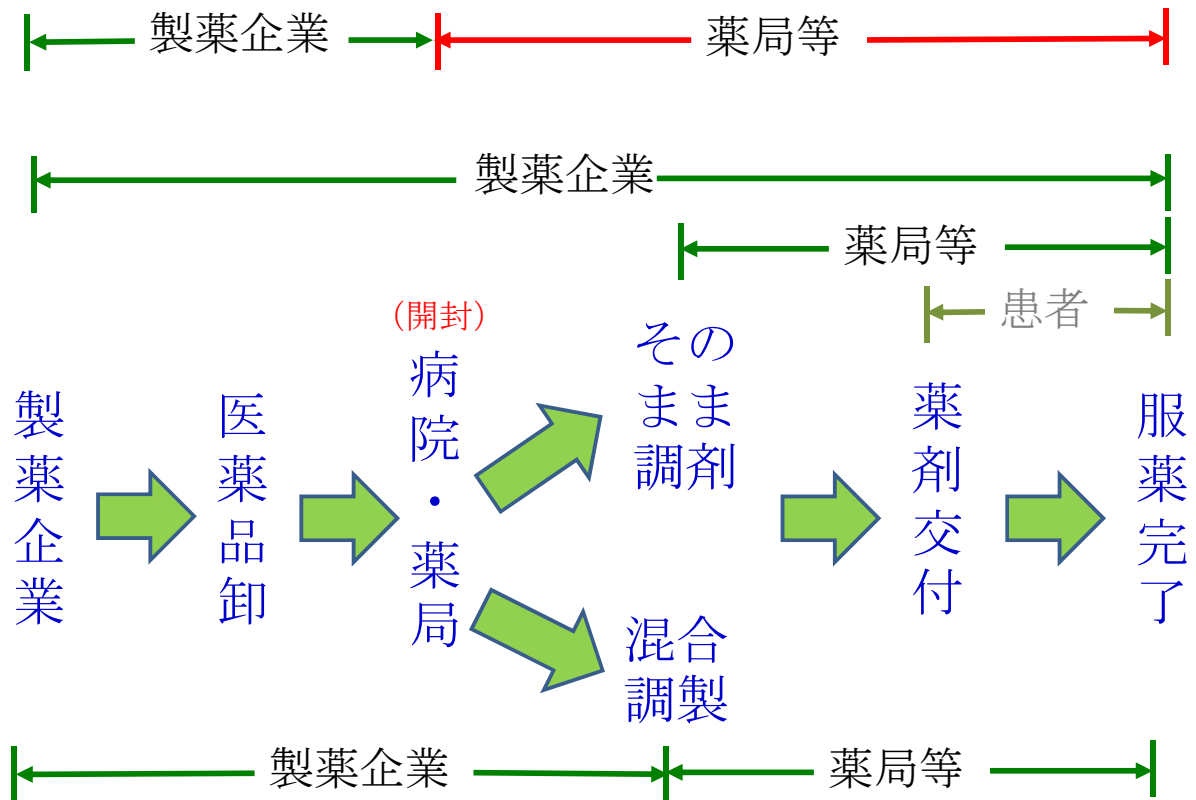 製薬企業
薬局等
製薬企業
薬局等
患者
(開封)
製薬企業
医薬品卸
病院・薬局
そのまま調剤
混合調製
薬剤交付
服薬完了
製薬企業
薬局等